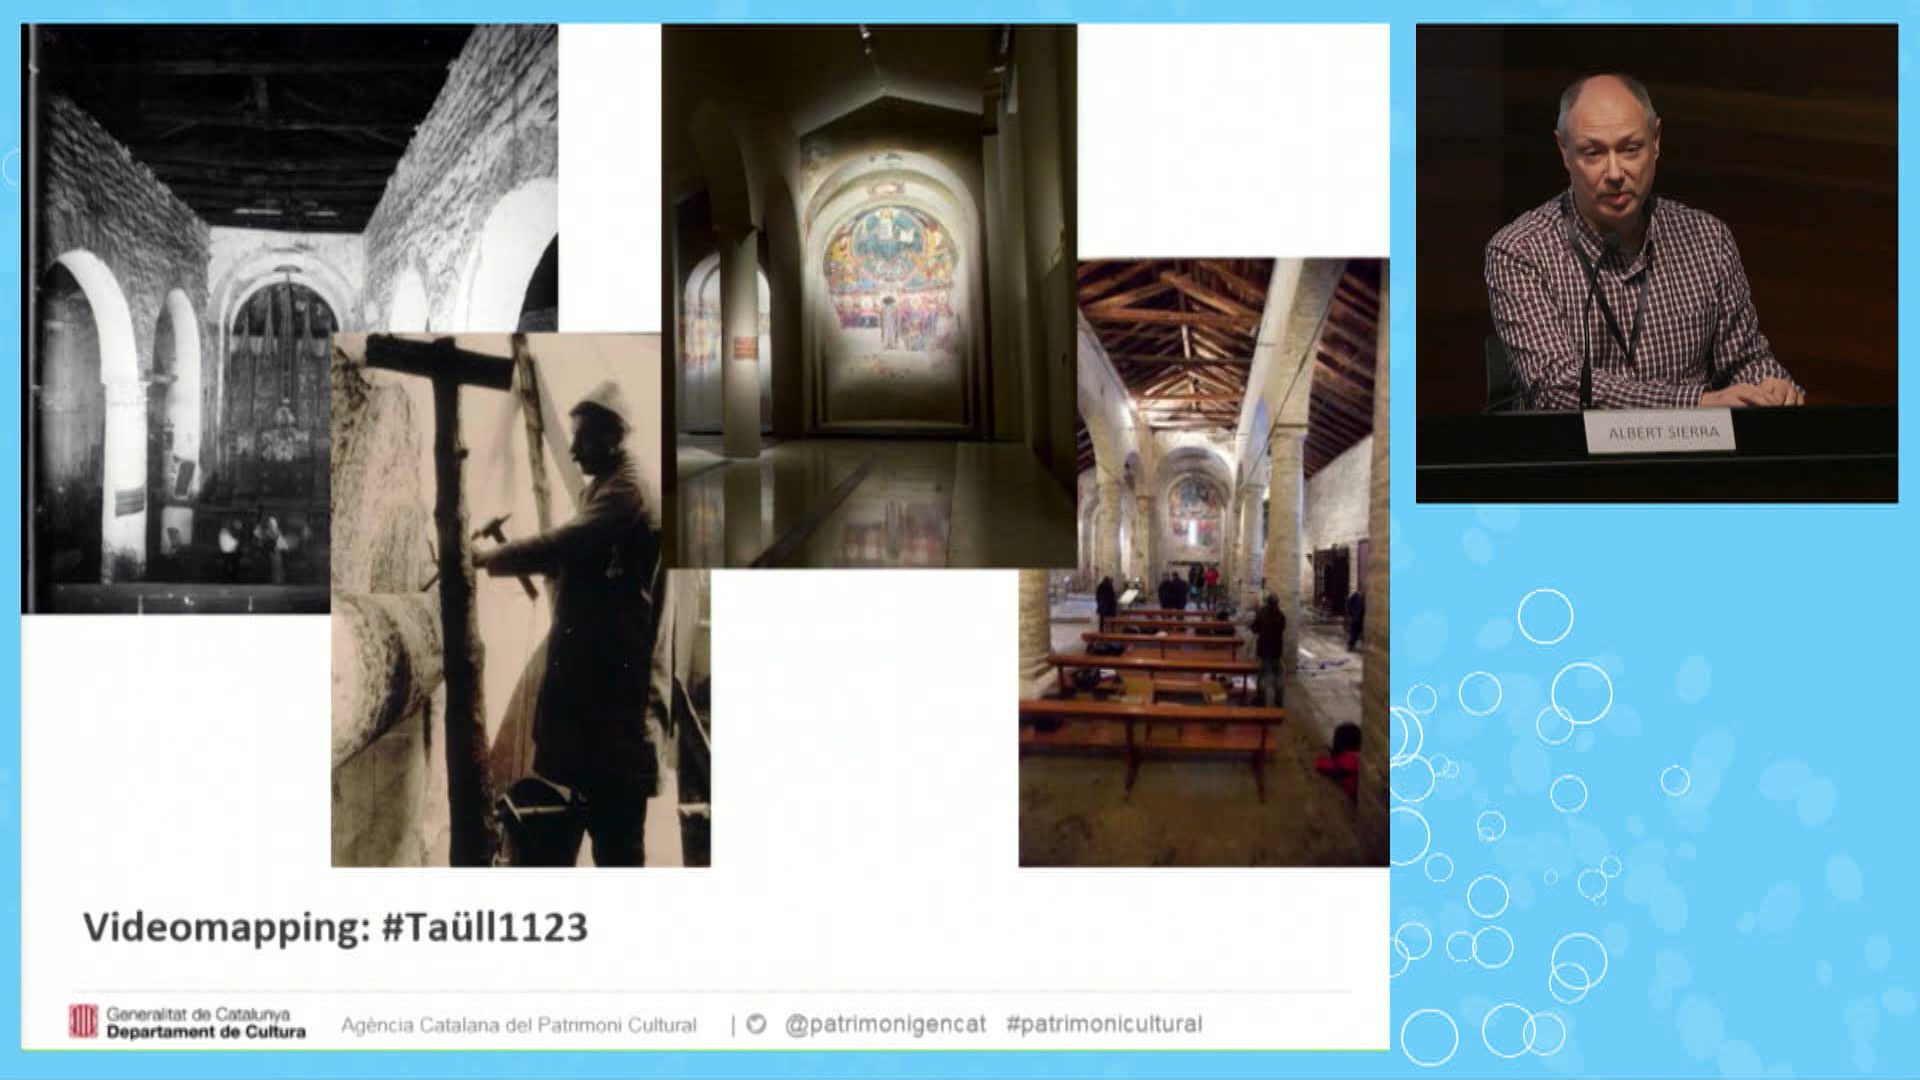 ALBERT SIERRA
Videomapping: #Taüll1123
Generalitat de Catalunya
Departament de Cultura
Agència Catalana del Patrimoni Cultural | @patrimonigencat #patrimonicultural